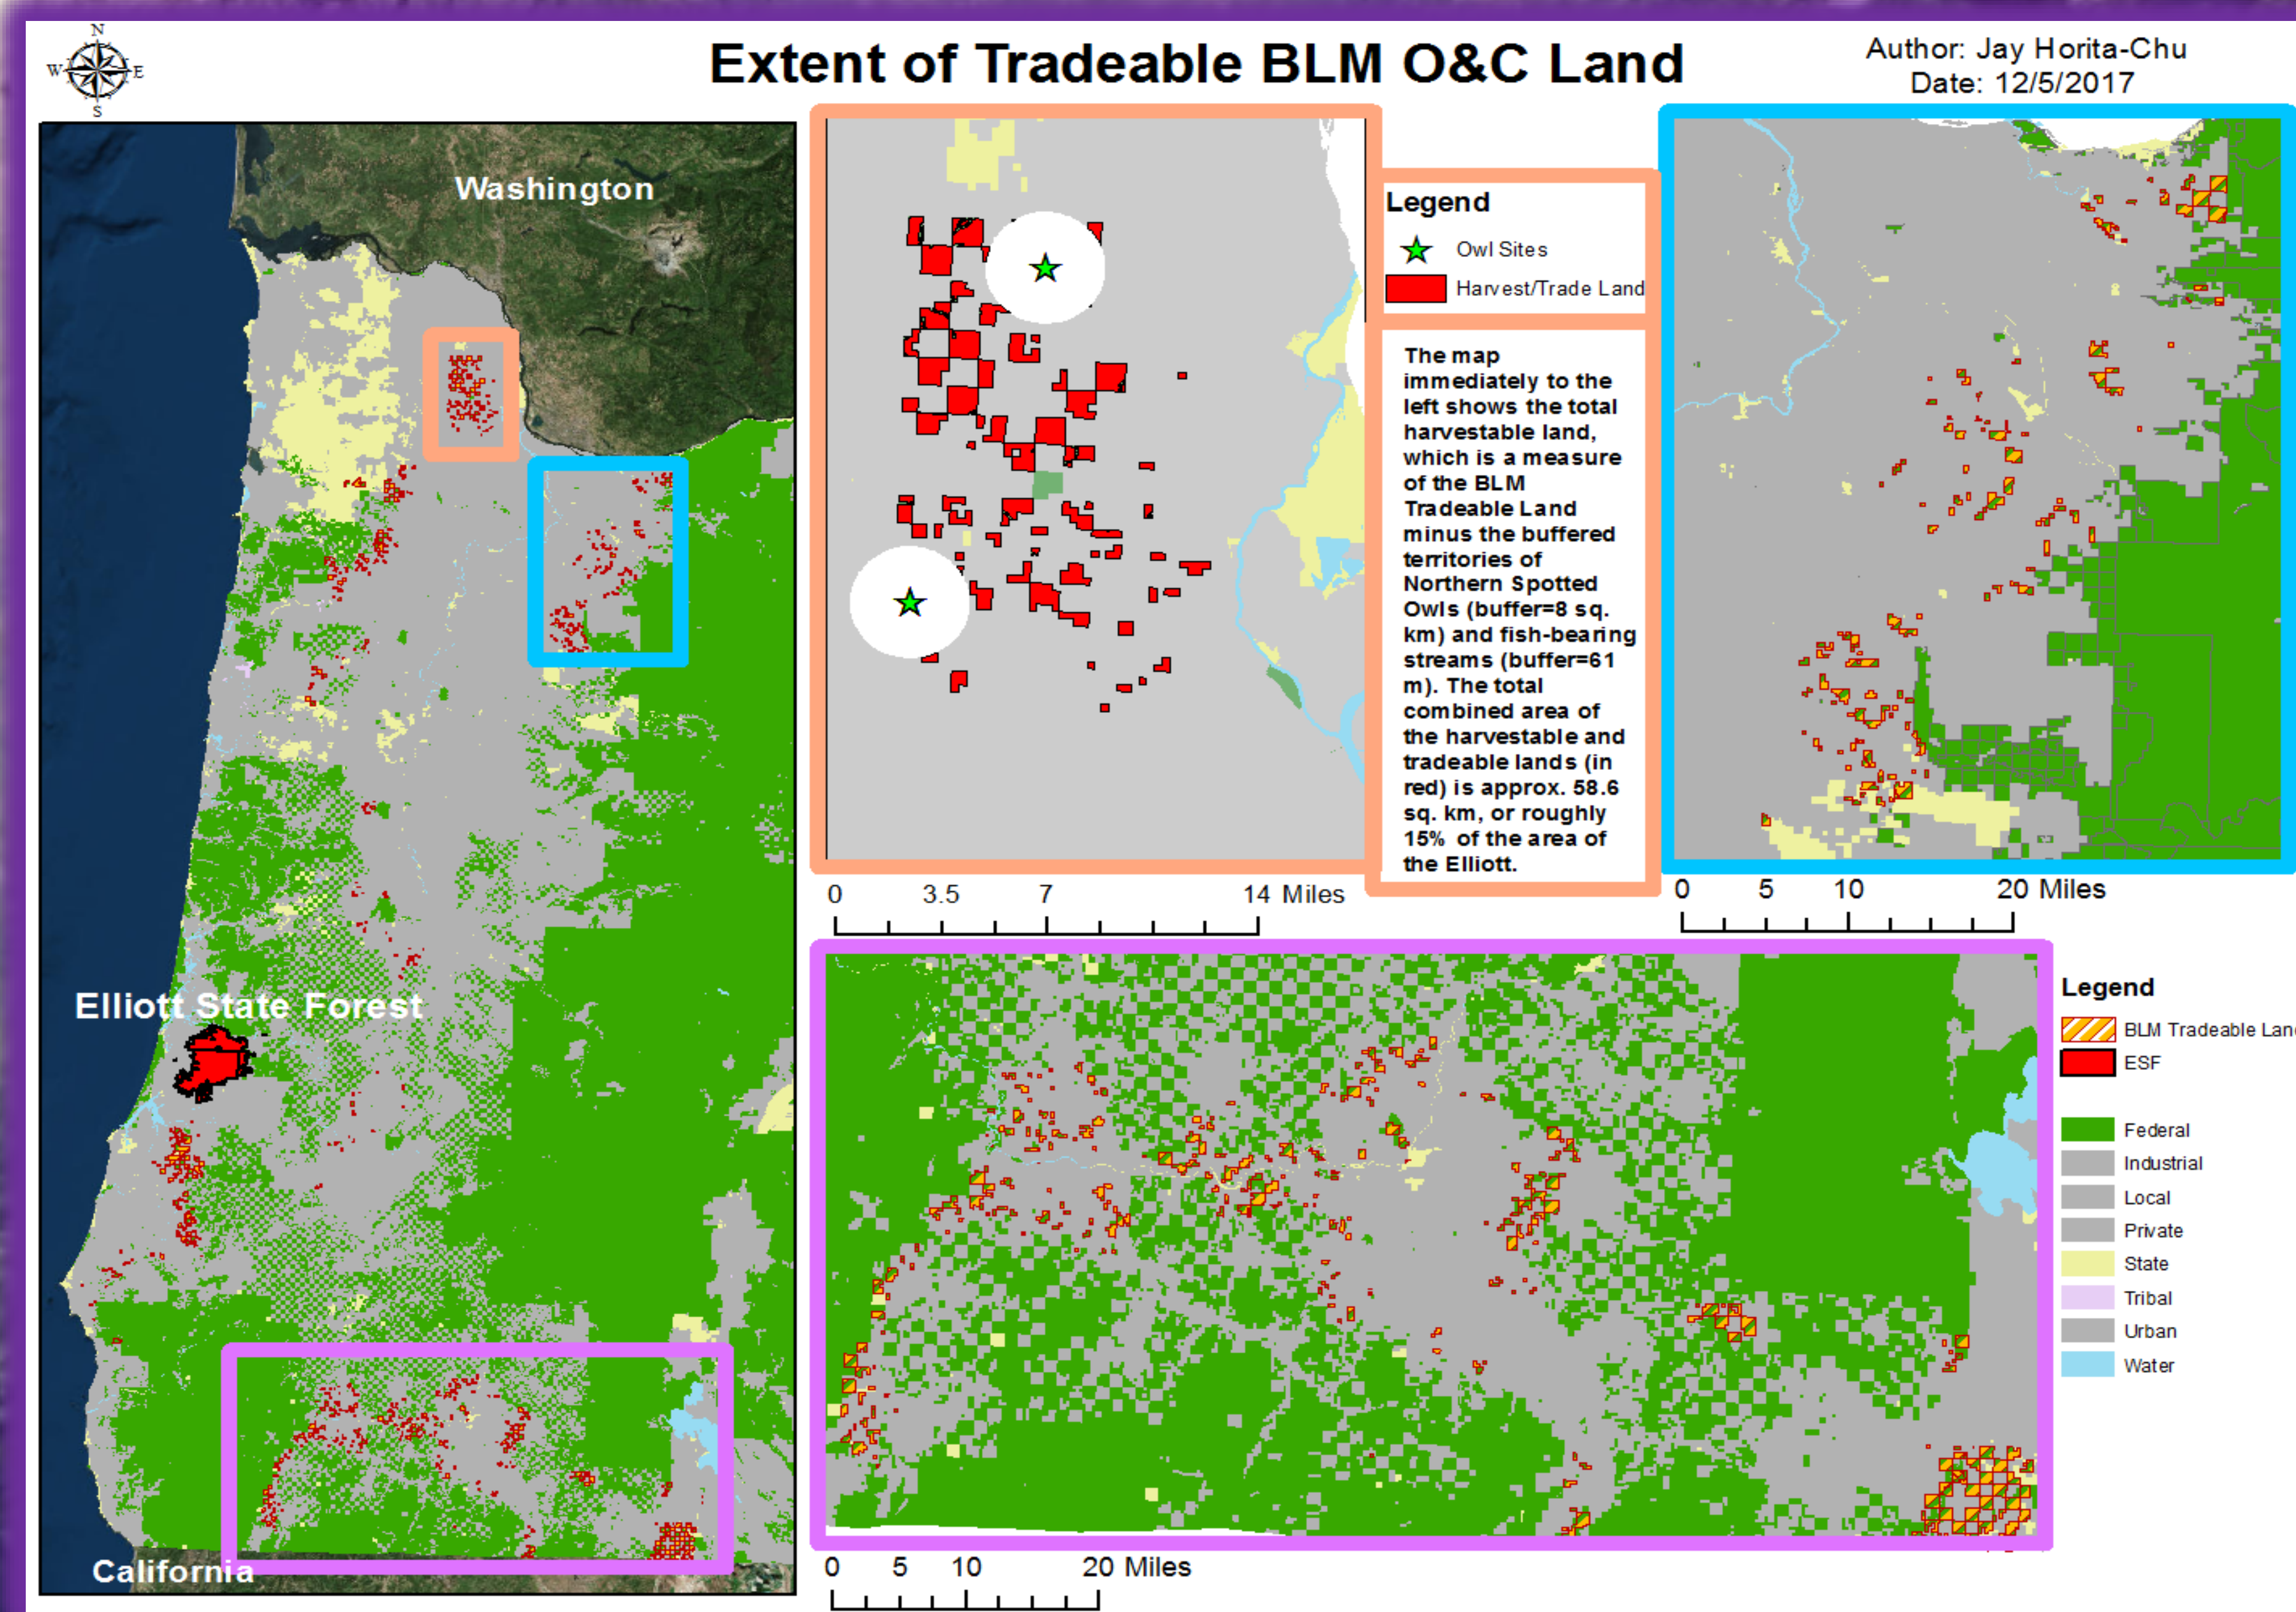 N
W E
S
Extent of Tradeable BLM O&C Land
Author: Jay Horita-Chu
Date: 12/5/2017
Washington
Elliott State Forest
California
Legend
Owl Sites
Harvest/Trade Land
The map
immediately to the
left shows the total
harvestable land,
which is a measure
of the BLM
Tradeable Land
minus the buffered
territories of
Northern Spotted
Owls (buffer=8 sq.
km) and fish-bearing
streams (buffer=61
m). The total
combined area of
the harvestable and
tradeable lands (in
red) is approx. 58.6
sq. km, or roughly
15% of the area of
the Elliott.
0 3.5 7 14 Miles
0 5 10 20 Miles
Legend
BLM Tradeable Land
ESF
Federal
Industrial
Local
Private
State
Tribal
Urban
Water
0 5 10 20 Miles